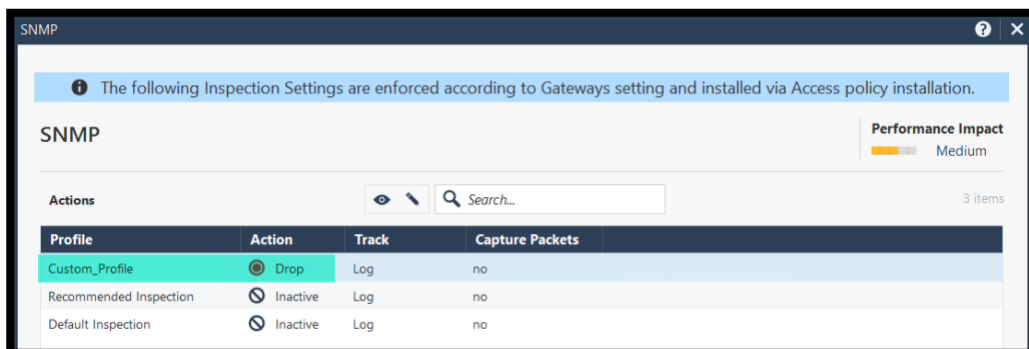 SNMP
The following Inspection Settings are enforced according to Gateways setting and installed via Access policy installation.
SNMP
Performance Impact
Medium
Actions
Search...
3 items
Profile Action Track Capture Packets
Custom_Profile Drop Log no
Recommended Inspection Inactive Log no
Default Inspection Inactive Log no